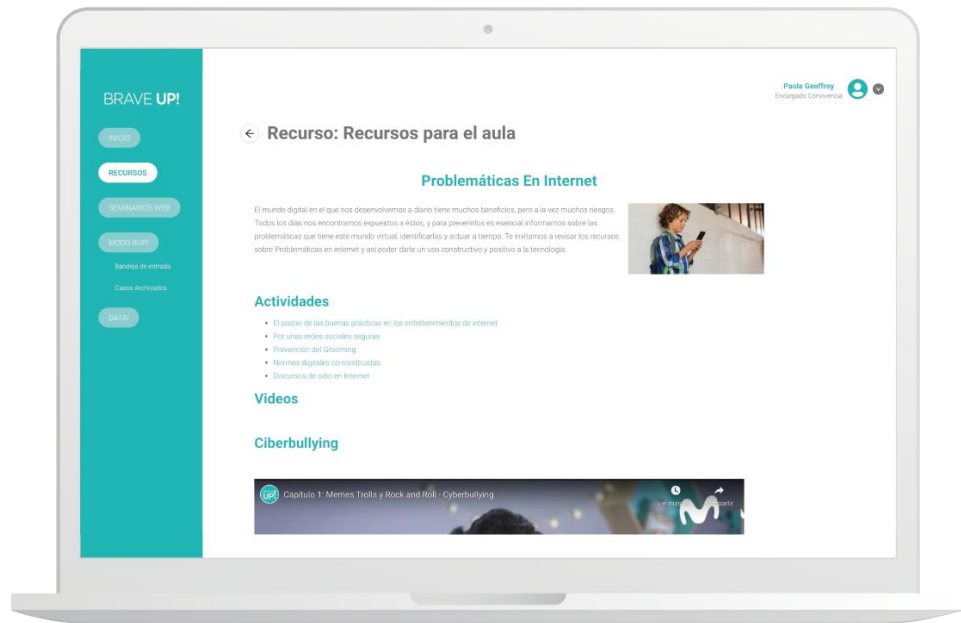 BRAVE UP!
INICIO
RECURSOS
SEMINARIOS WEB
MODO BUP!
Bandeja de entrada
Casos Archivados
DATA!
Paola Geoffroy
Encargado Convivencia
Recurso: Recursos para el aula
Problemáticas En Internet
El mundo digital en el que nos desenvolvemos a diario tiene muchos beneficios, pero a la vez muchos riesgos.
Todos los días nos encontramos expuestos a éstos, y para prevenirlos es esencial informarnos sobre las
problemáticas que tiene este mundo virtual, identificarlas y actuar a tiempo. Te invitamos a revisar los recursos
sobre Problemáticas en internet y así poder darle un uso constructivo y positivo a la tecnología.
Actividades
El poster de las buenas prácticas en los entretenimientos de internet
Por unas redes sociales seguras
Prevención del Grooming
Normas digitales co-construidas
Discursos de odio en Internet
Videos
Ciberbullying
UP!
Capítulo 1: Memes Trolls y Rock and Roll - Cyberbullying
Ver más